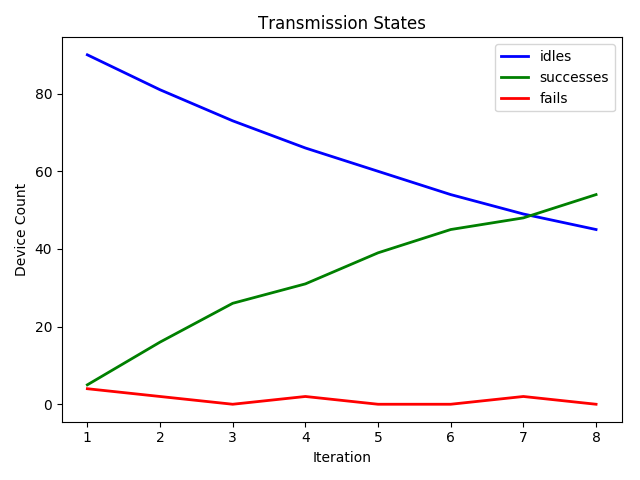 Transmission States
idles
successes
fails
Device Count
80
60
40
20
0
1 2 3 4 5 6 7 8
Iteration